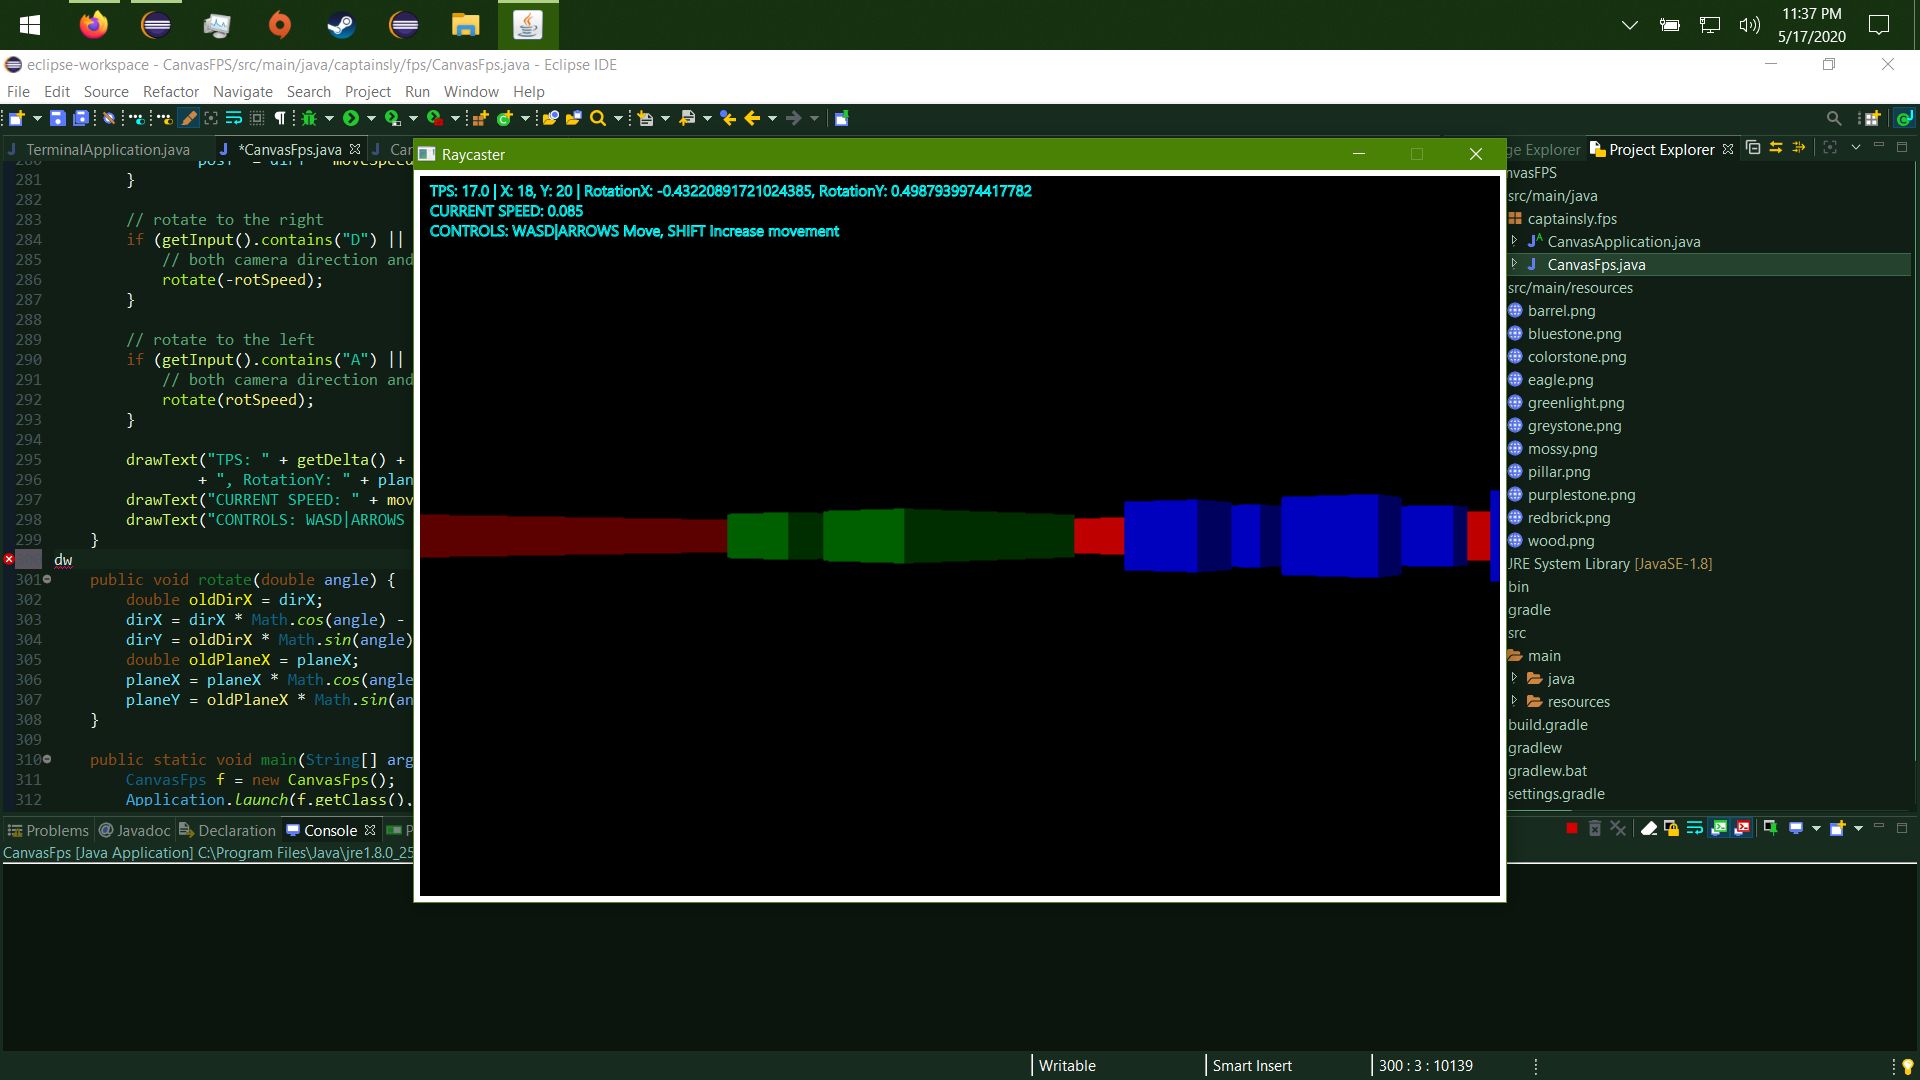 11:37 PM
5/17/2020
eclipse-workspace - CanvasFPS/src/main/java/captainsly/fps/CanvasFps.java - Eclipse IDE
File Edit Source Refactor Navigate Search Project Run Window Help
TerminalApplication.java
*CanvasFps.java
Car
281 }
282
283 // rotate to the right
284 if (getInput().contains("D") ||
285 // both camera direction and
286 rotate(-rotSpeed);
287 }
288
289 // rotate to the left
290 if (getInput().contains("A") ||
291 // both camera direction and
292 rotate(rotSpeed);
293 }
294
295 drawText("TPS: " + getDelta() +
296 + ", RotationY: " + plan
297 drawText("CURRENT SPEED: " + mov
298 drawText("CONTROLS: WASD|ARROWS
299 }
dw
301 public void rotate(double angle) {
302 double oldDirX = dirX;
303 dirX = dirX * Math.cos(angle) -
304 dirY = oldDirX * Math.sin(angle)
305 double oldPlaneX = planeX;
306 planeX = planeX * Math.cos(angle
307 planeY = oldPlaneX * Math.sin(an
308 }
309
310 public static void main(String[] arg
311 CanvasFps f = new CanvasFps();
312 Application.launch(f.getClass(),
Raycaster
TPS: 17.0 | X: 18, Y: 20 | RotationX: -0.43220891721024385, RotationY: 0.4987939974417782
CURRENT SPEED: 0.085
CONTROLS: WASD|ARROWS Move, SHIFT Increase movement
ge Explorer
Project Explorer
nvasFPS
src/main/java
captainsly.fps
CanvasApplication.java
CanvasFps.java
src/main/resources
barrel.png
bluestone.png
colorstone.png
eagle.png
greenlight.png
greystone.png
mossy.png
pillar.png
purplestone.png
redbrick.png
wood.png
JRE System Library [JavaSE-1.8]
bin
gradle
src
main
java
resources
build.gradle
gradlew
gradlew.bat
settings.gradle
Problems
@ Javadoc
Declaration
Console
P
CanvasFps [Java Application] C:\Program Files\Java\jre1.8.0_25
Writable
Smart Insert
300 : 3 : 10139